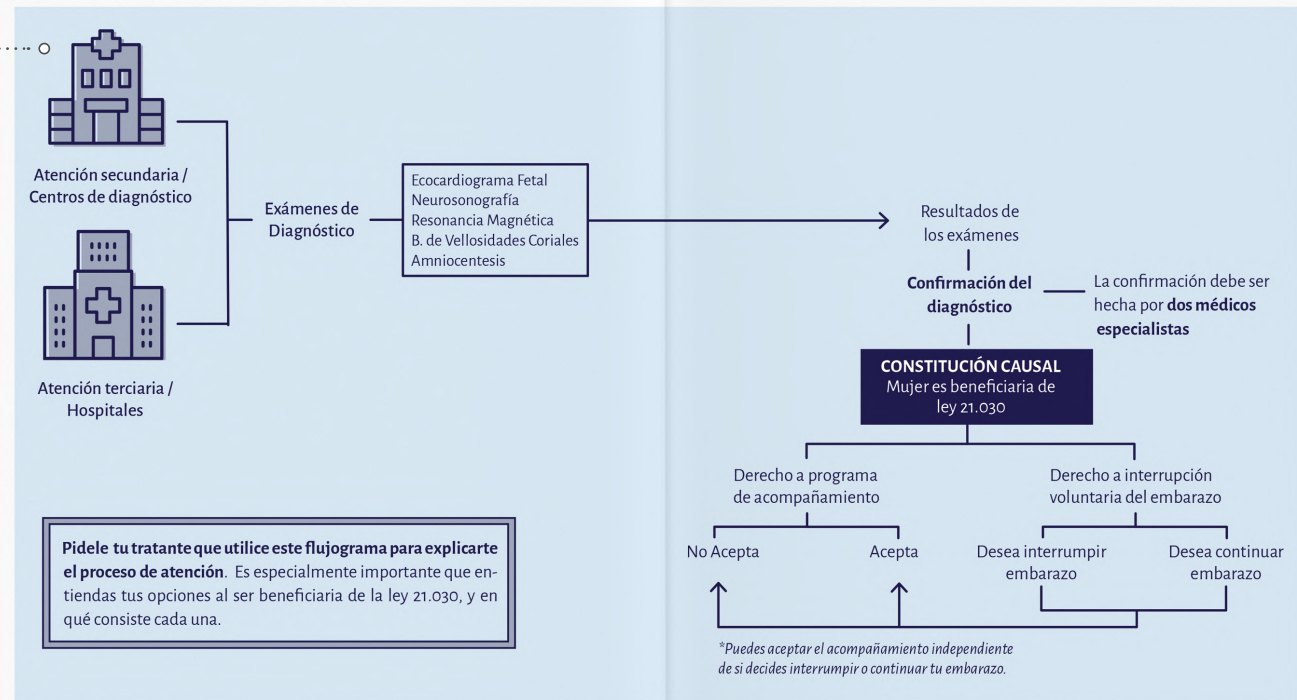 Atención secundaria /
Centros de diagnóstico
Atención terciaria /
Hospitales
Exámenes de
Diagnóstico
Ecocardiograma Fetal
Neurosonografía
Resonancia Magnética
B. de Vellosidades Coriales
Amniocentesis
Resultados de
los exámenes
Confirmación del
diagnóstico
La confirmación debe ser
hecha por dos médicos
especialistas
CONSTITUCIÓN CAUSAL
Mujer es beneficiaria de
ley 21.030
Derecho a programa
de acompañamiento
Derecho a interrupción
voluntaria del embarazo
No Acepta
Acepta
Desea interrumpir
embarazo
Desea continuar
embarazo
*Puedes aceptar el acompañamiento independiente
de si decides interrumpir o continuar tu embarazo.
Pidele tu tratante que utilice este flujograma para explicarte
el proceso de atención. Es especialmente importante que en-
tiendas tus opciones al ser beneficiaria de la ley 21.030, y en
qué consiste cada una.